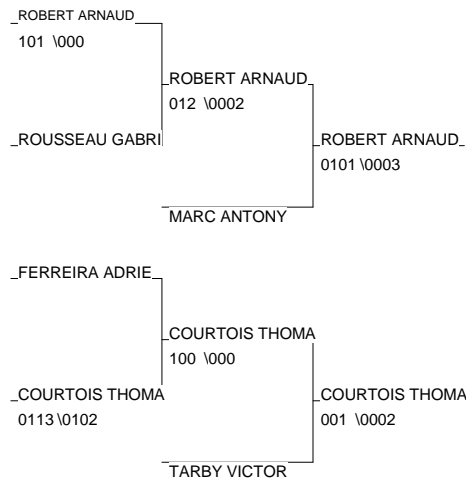 ROBERT ARNAUD
101 \000
ROBERT ARNAUD
012 \0002
ROUSSEAU GABRI
ROBERT ARNAUD
0101 \0003
MARC ANTONY
FERREIRA ADRIE
COURTOIS THOMA
100 \000
COURTOIS THOMA
0113 \0102
COURTOIS THOMA
001 \0002
TARBY VICTOR